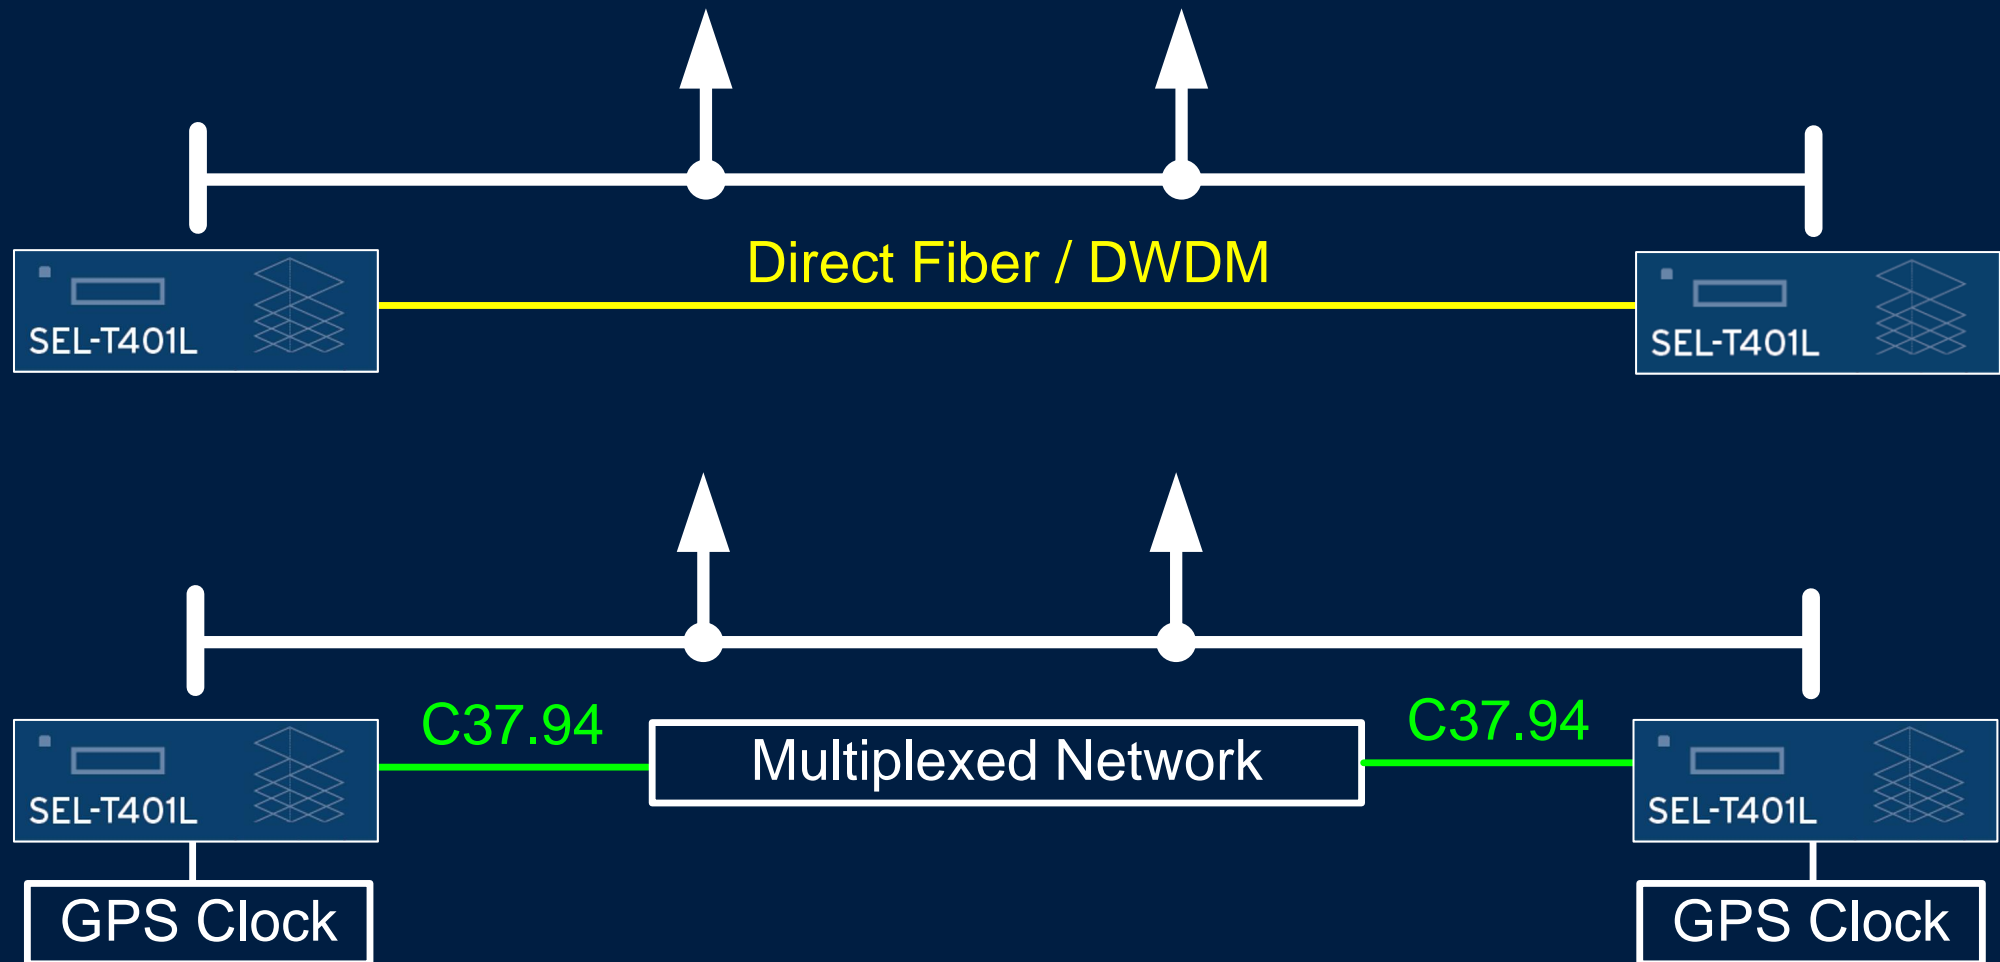 Direct Fiber / DWDM
SEL-T401L
SEL-T401L
C37.94
C37.94
Multiplexed Network
SEL-T401L
SEL-T401L
GPS Clock
GPS Clock